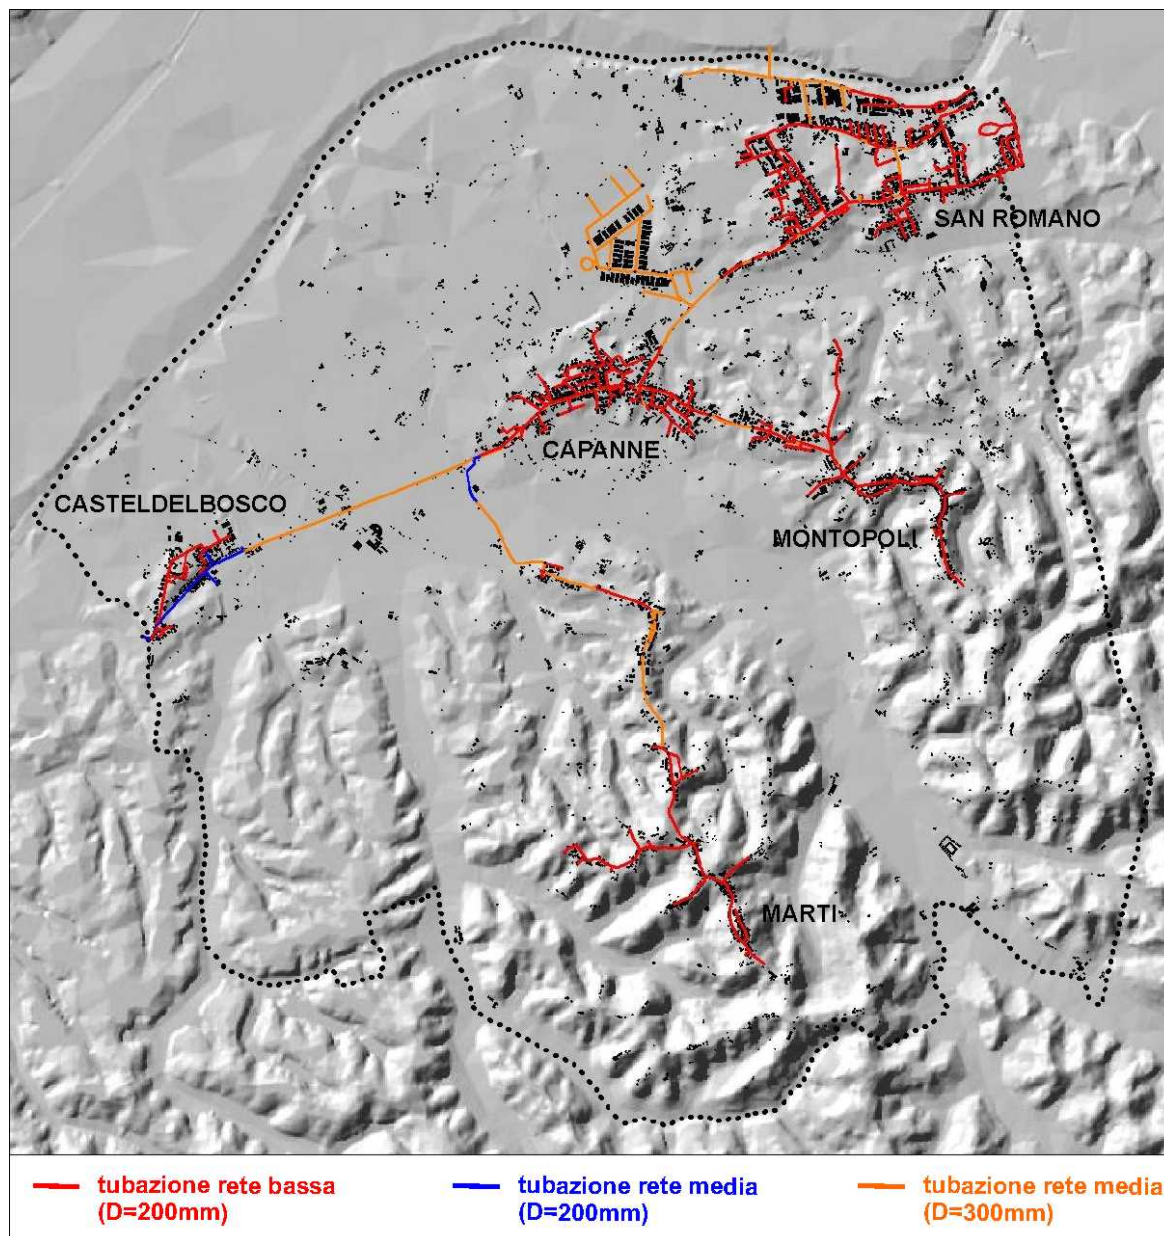 SAN ROMANO
CAPANNE
CASTELDELBOSCO
MONTOPOLI
MARTI
tubazione rete bassa
(D=200mm)
tubazione rete media
(D=200mm)
tubazione rete media
(D=300mm)